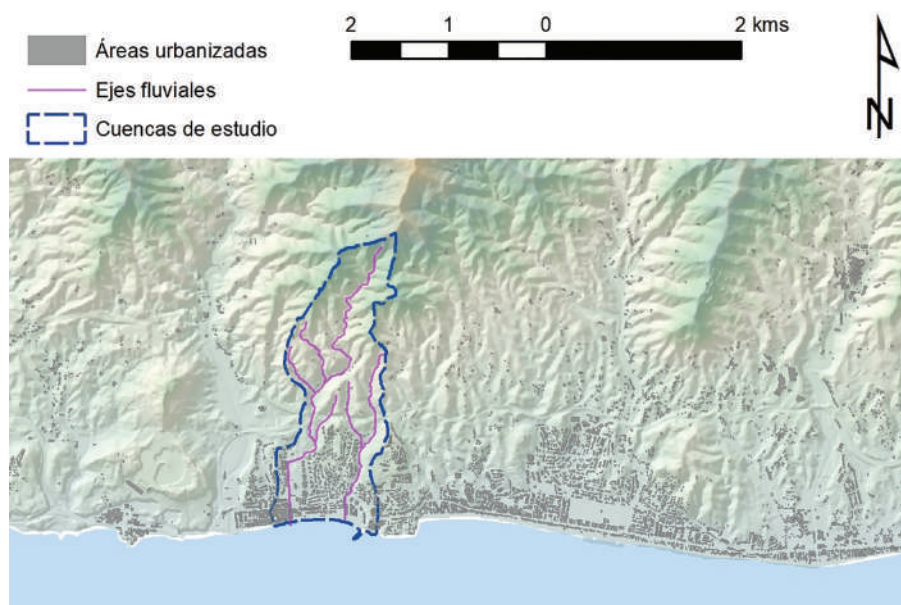 2 1 0 2 kms
Áreas urbanizadas
Ejes fluviales
Cuencas de estudio
N